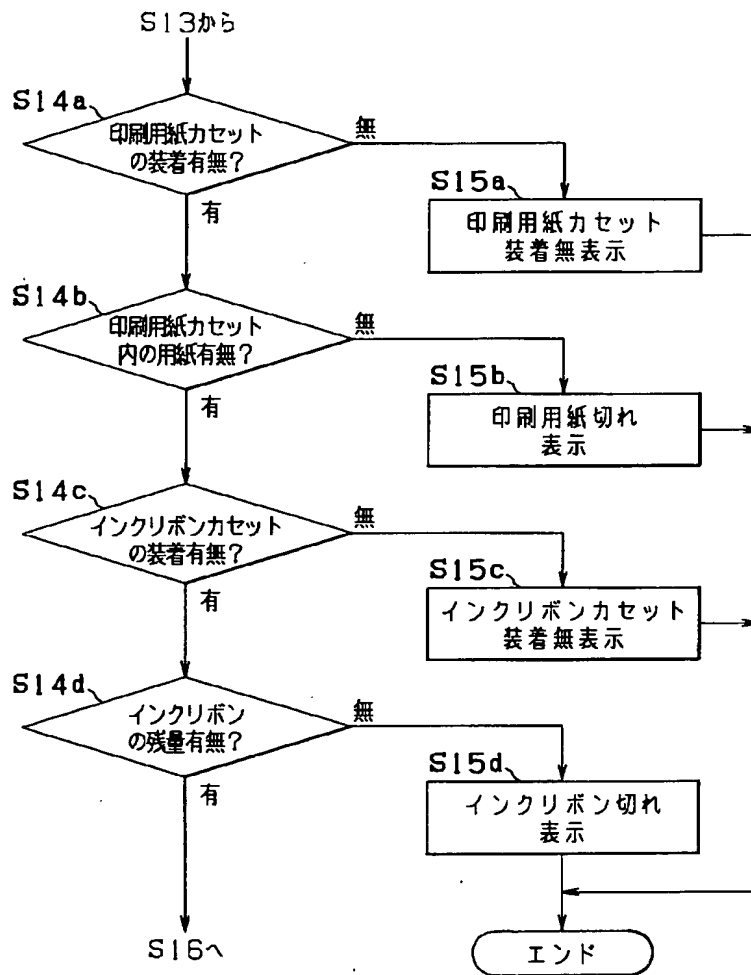 S13から
S14a
印刷用紙カセット
の装着有無?
無
有
S15a
印刷用紙カセット
装着無表示
S14b
印刷用紙カセット
内の用紙有無?
無
有
S15b
印刷用紙切れ
表示
S14c
インクリボンカセット
の装着有無?
無
有
S15c
インクリボンカセット
装着無表示
S14d
インクリボン
の残量有無?
無
有
S15d
インクリボン切れ
表示
S16へ
エンド